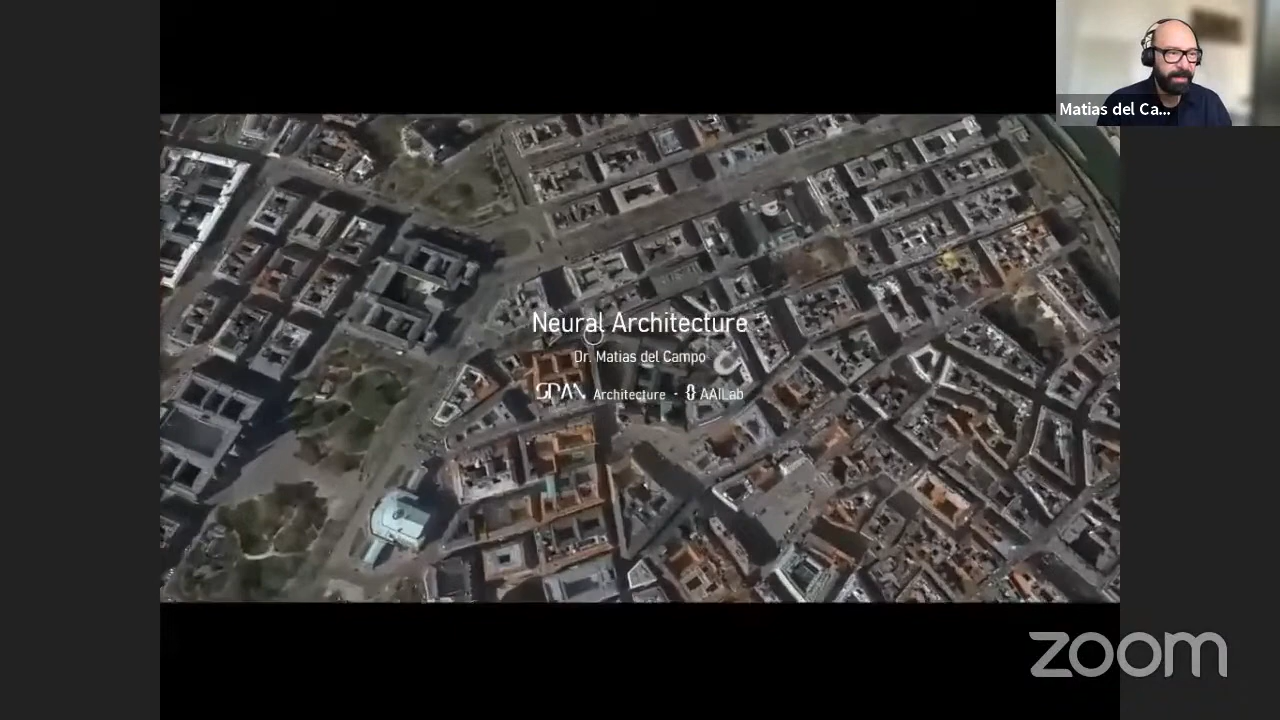 Matias del Ca...
Neural Architecture
Dr. Matias del Campo
SPAN Architecture - AAILab
zoom